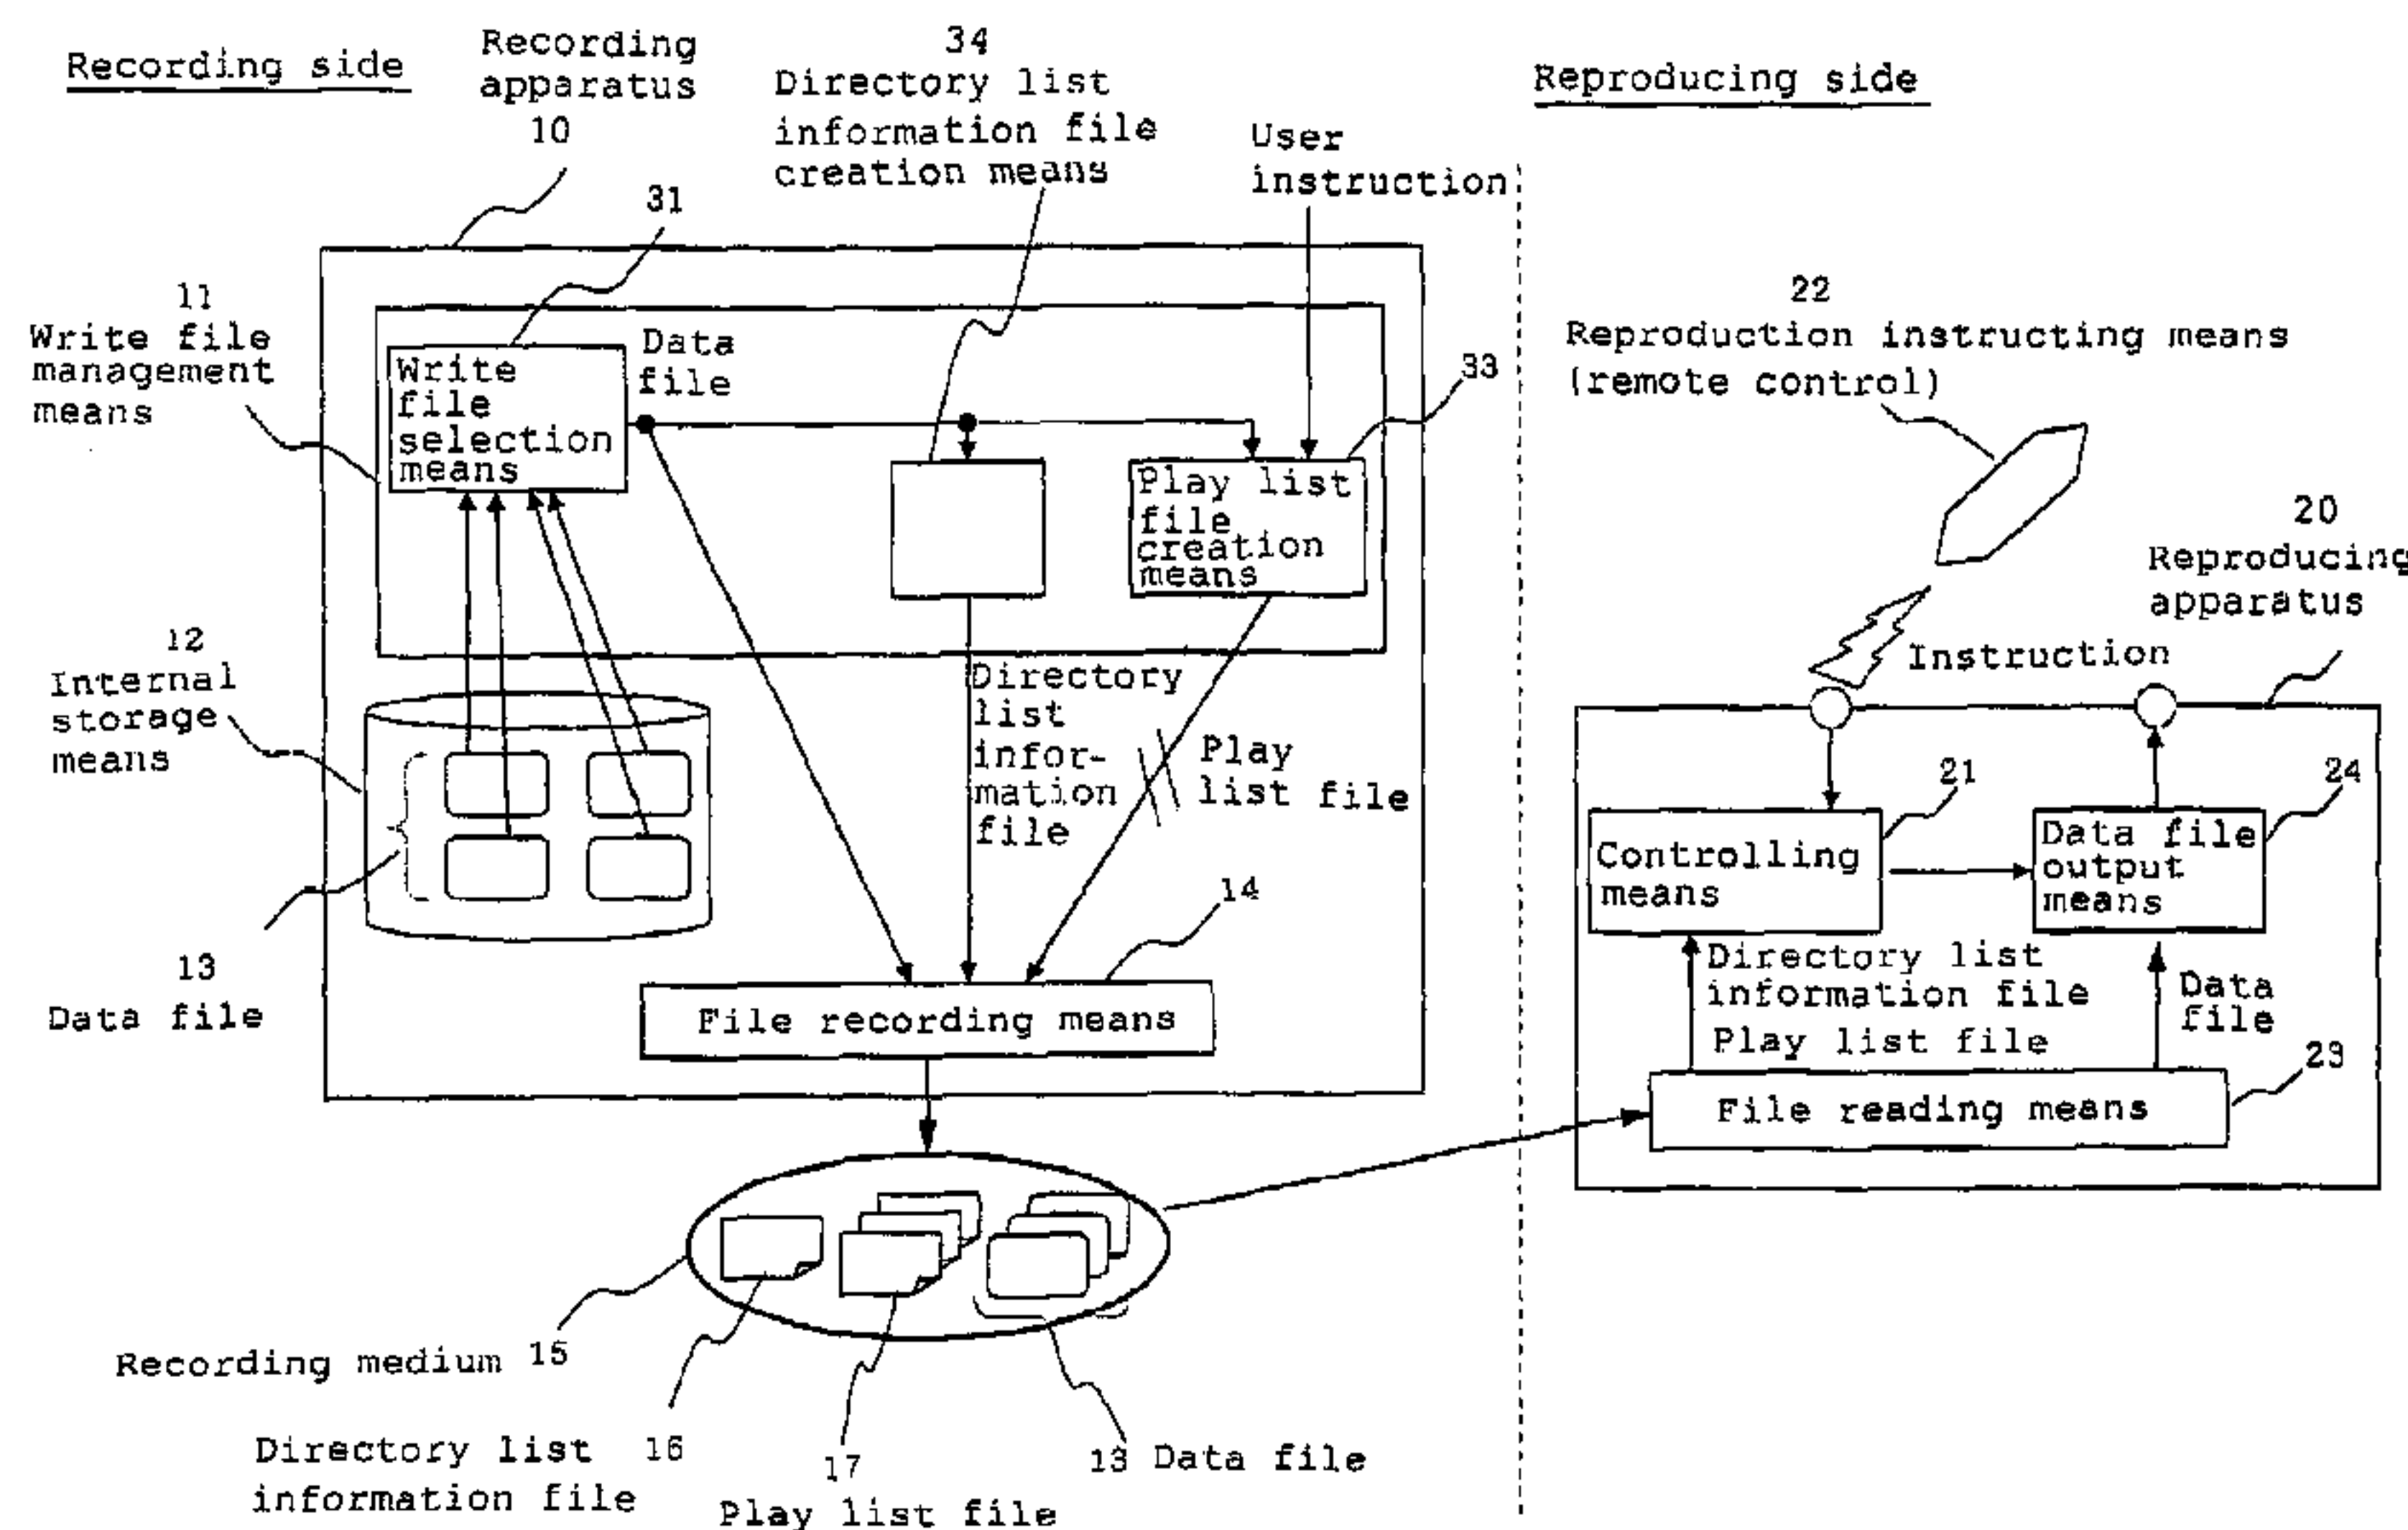 Recording side
Recording
apparatus
10
34
Directory list
information file
creation means
User
instruction
Reproducing side
31
11
Write file
management
means
Write
file
selection
means
Data
file
33
Play list
file
creation
means
22
Reproduction instructing means
(remote control)
20
Reproducing
apparatus
Instruction
12
Internal
storage
means
Directory
list
infor-
mation
file
Play
list file
21
24
Controlling
means
Data file
output
means
14
13
Data file
File recording means
Directory list
information file
Play list file
Data
file
23
File reading means
Recording medium 15
Directory list
information file
16
17
Play list file
13 Data file